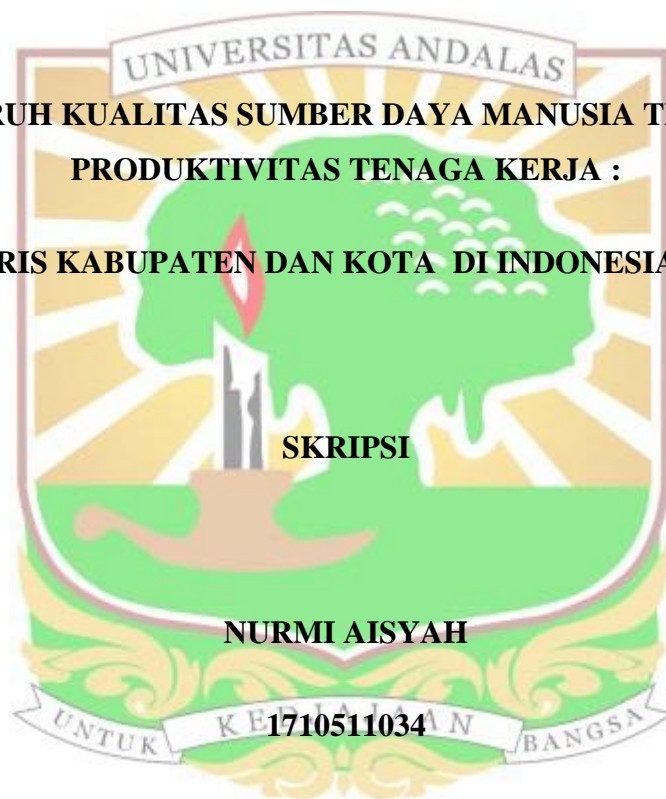 UNIVERSITAS ANDALAS
RUH KUALITAS SUMBER DAYA MANUSIA T
PRODUKTIVITAS TENAGA KERJA :
RIS KABUPATEN DAN KOTA DI INDONESIA
SKRIPSI
NURMI AISYAH
1710511034
UNTUK KEDJAJAAN BANGSA